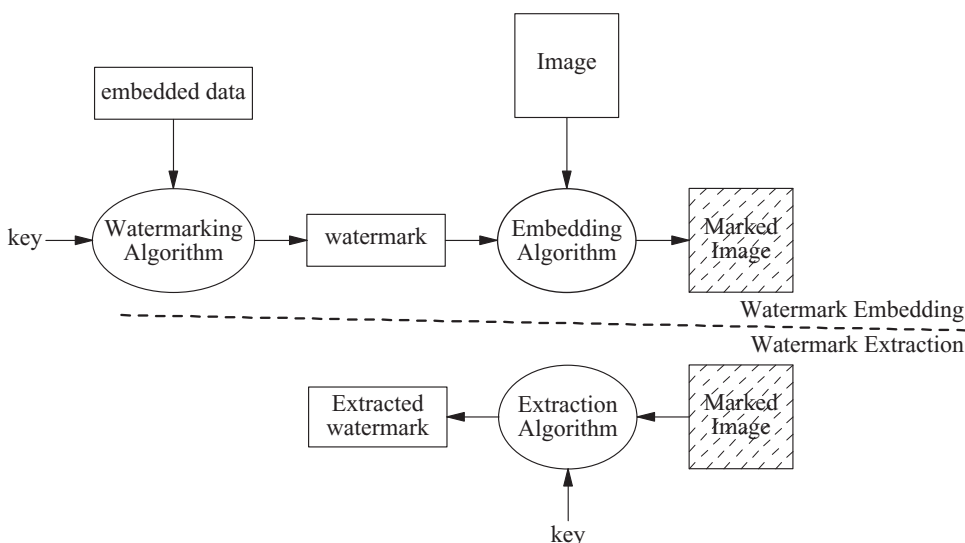 Image
embedded data
key
Watermarking
Algorithm
watermark
Embedding
Algorithm
Marked
Image
Watermark Embedding
Watermark Extraction
Extracted
watermark
Extraction
Algorithm
Marked
Image
key